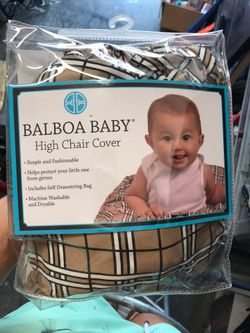 BALBOA BABY®
High Chair Cover
• Simple and Fashionable
• Helps protect your little one
from germs
• Includes Self Drawstring Bag
• Machine Washable
and Dryable